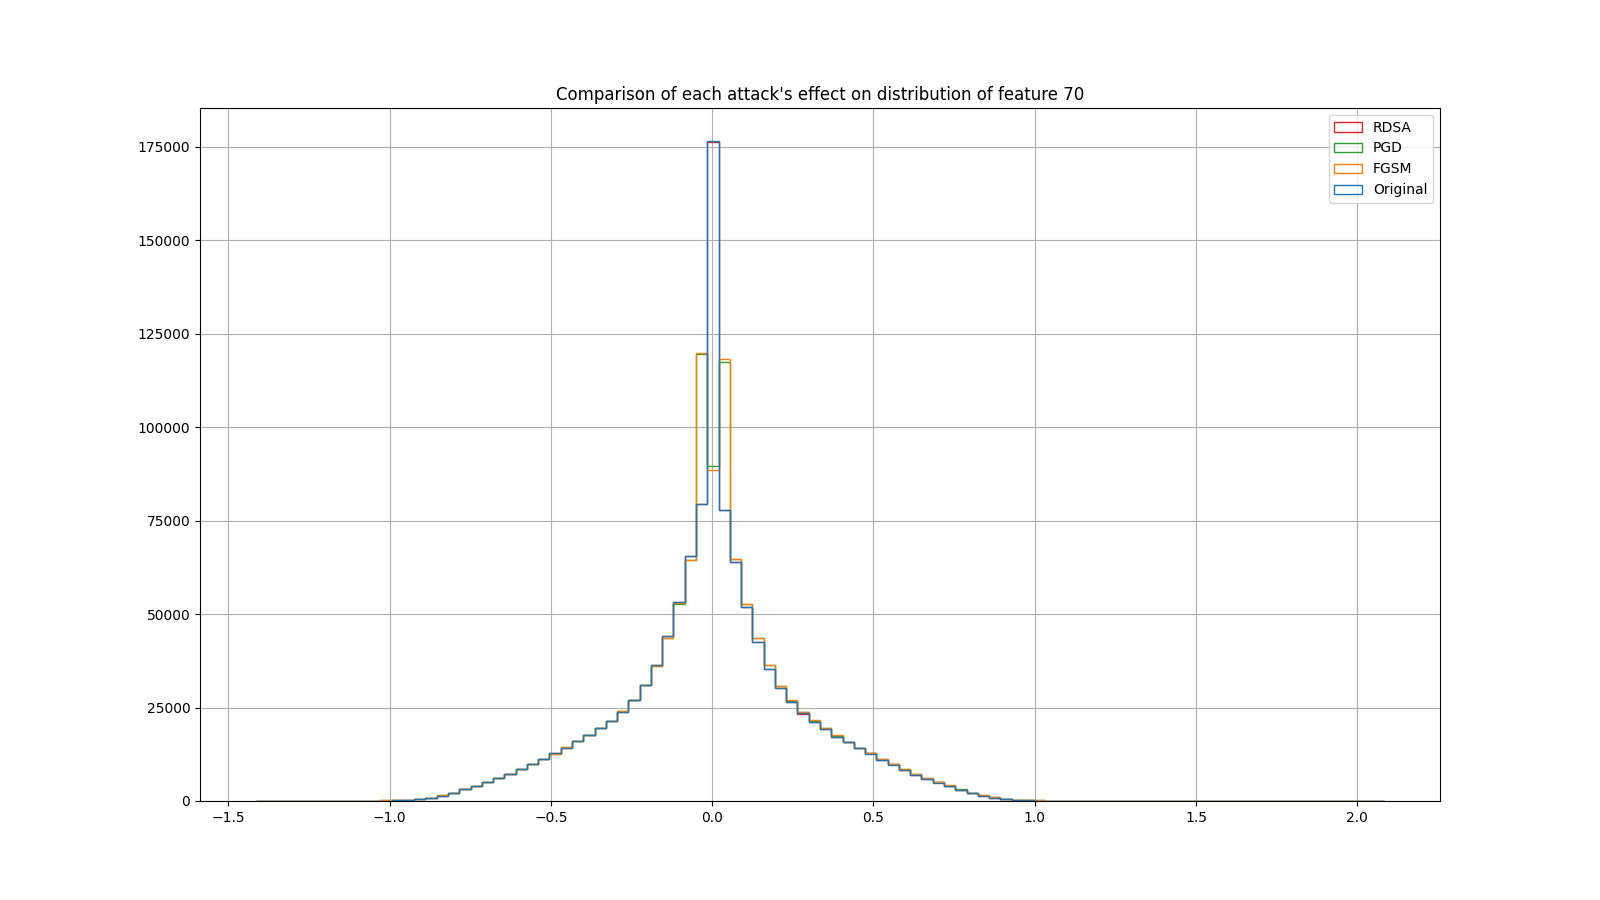 Comparison of each attack's effect on distribution of feature 70
RDSA
PGD
FGSM
Original
175000
150000
125000
100000
75000
50000
25000
0
−1.5 −1.0 −0.5 0.0 0.5 1.0 1.5 2.0